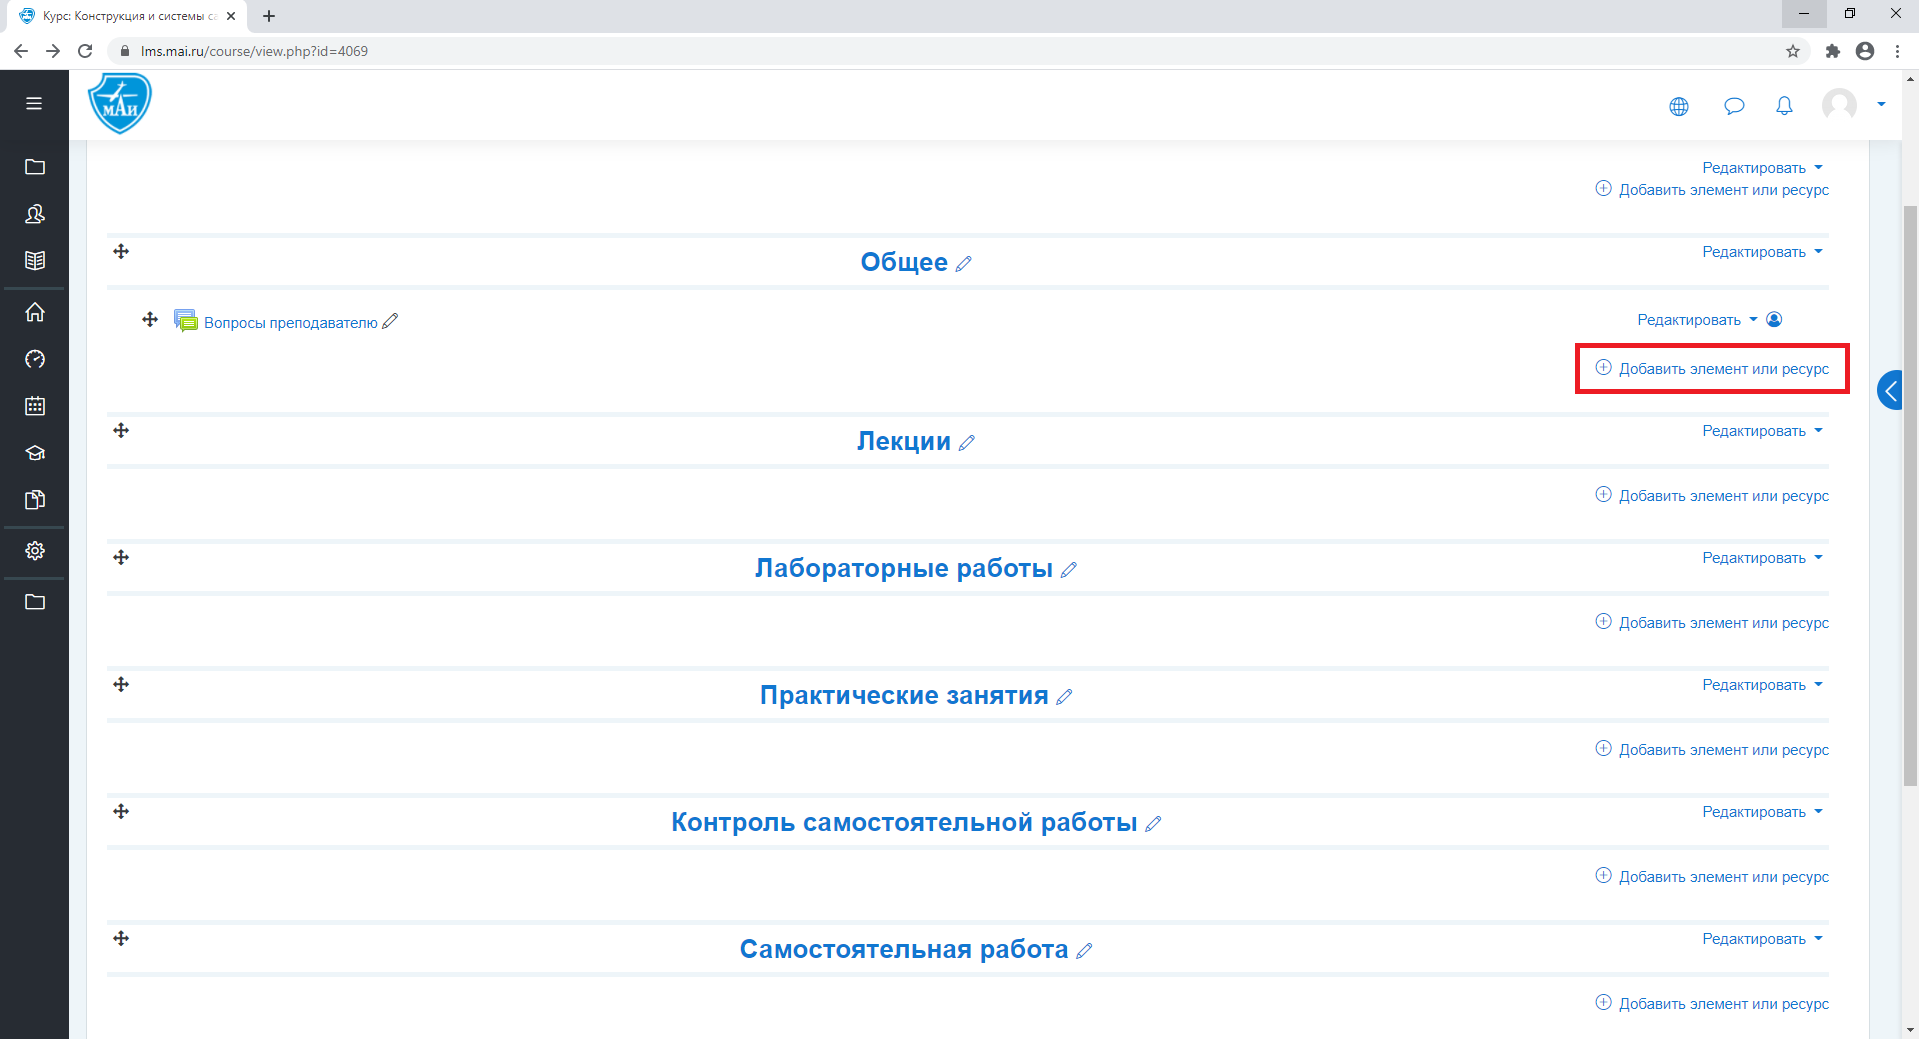 Курс: Конструкция и системы са
lms.mai.ru/course/view.php?id=4069
МАИ
Редактировать
Добавить элемент или ресурс
Общее
Редактировать
Вопросы преподавателю
Редактировать
Добавить элемент или ресурс
Лекции
Редактировать
Добавить элемент или ресурс
Лабораторные работы
Редактировать
Добавить элемент или ресурс
Практические занятия
Редактировать
Добавить элемент или ресурс
Контроль самостоятельной работы
Редактировать
Добавить элемент или ресурс
Самостоятельная работа
Редактировать
Добавить элемент или ресурс